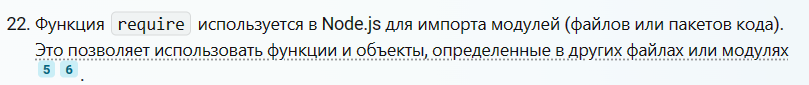 22. Функция require используется в Node.js для импорта модулей (файлов или пакетов кода).
Это позволяет использовать функции и объекты, определенные в других файлах или модулях
5 6 .